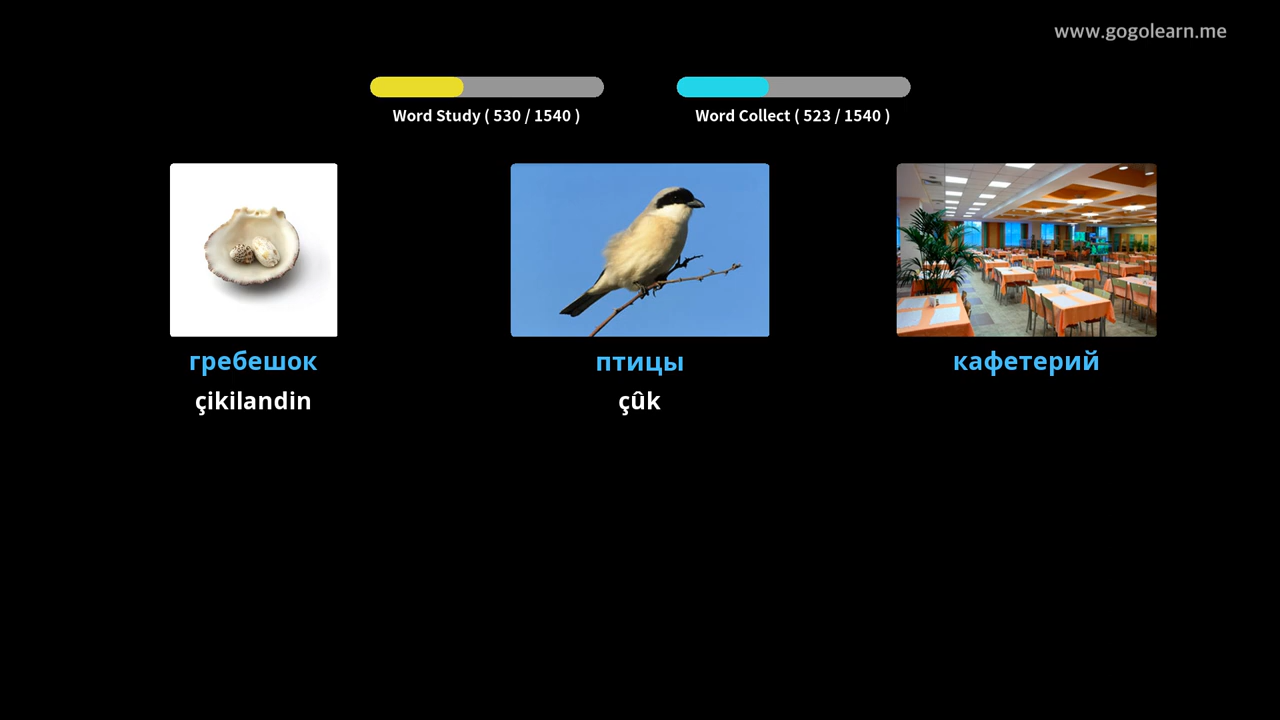 www.gogolearn.me
Word Study ( 530 / 1540 )
Word Collect ( 523 / 1540 )
гребешок
птицы
кафетерий
çikilandin
çûk